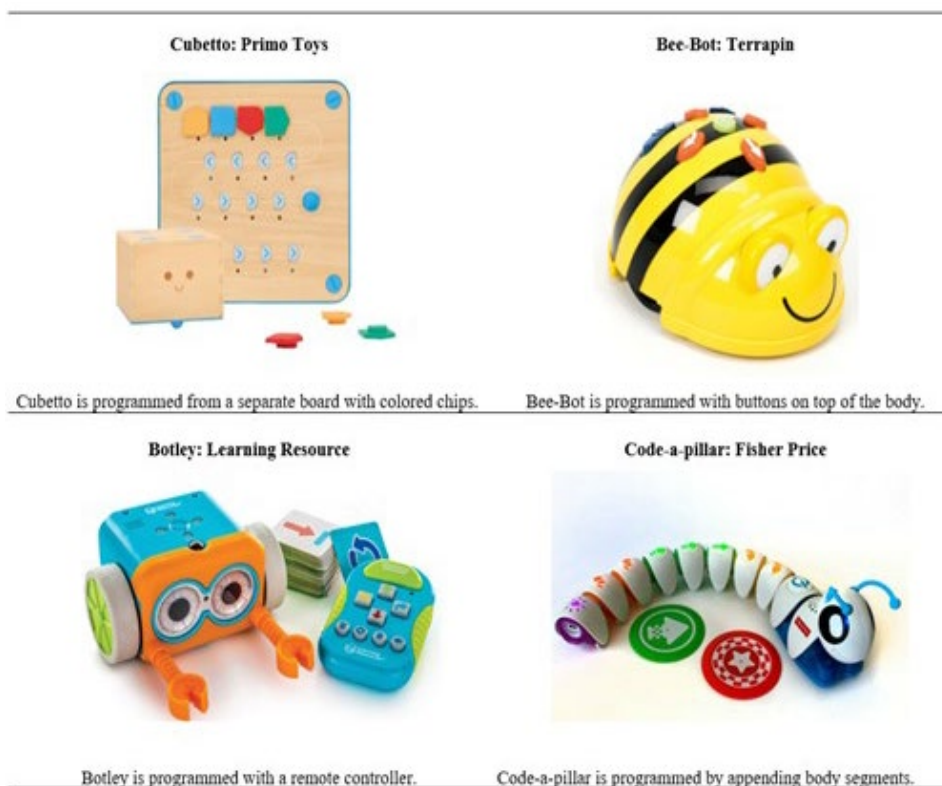 Cubetto: Primo Toys
Bee-Bot: Terrapin
Cubetto is programmed from a separate board with colored chips.
Bee-Bot is programmed with buttons on top of the body.
Botley: Learning Resource
Code-a-pillar: Fisher Price
Botley is programmed with a remote controller.
Code-a-pillar is programmed by appending body segments.